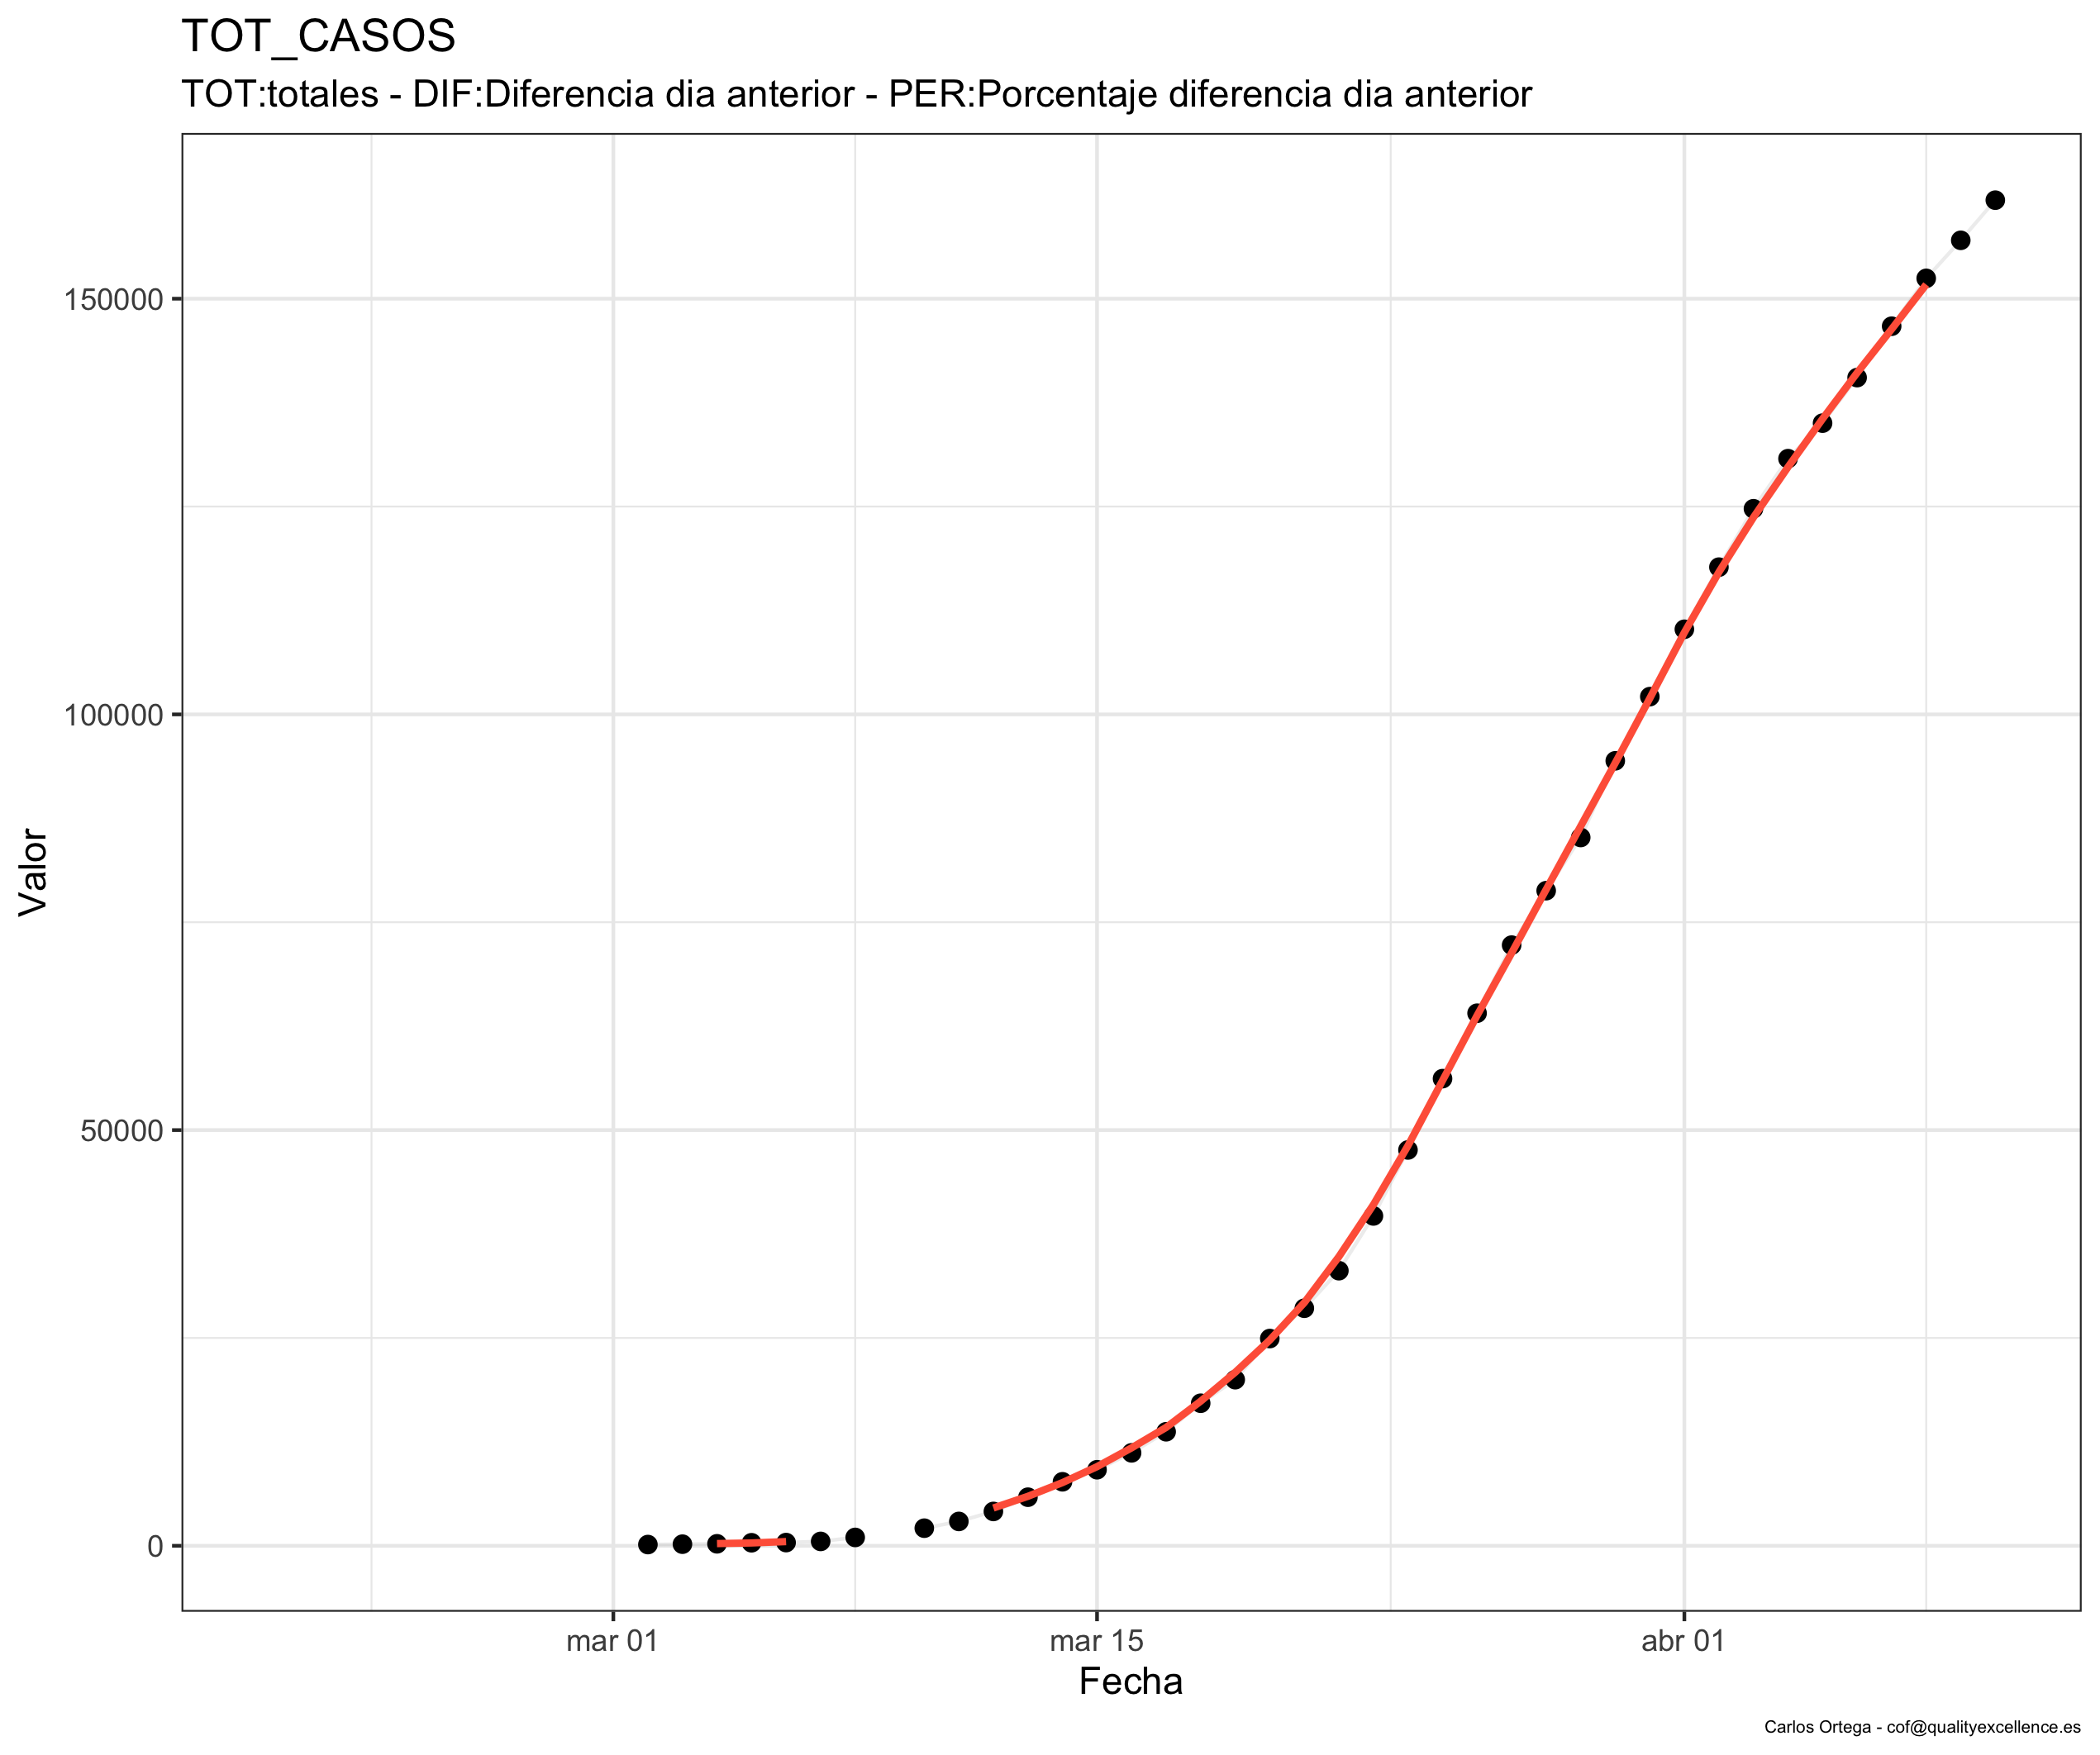 TOT_CASOS
TOT:totales - DIF:Diferencia dia anterior - PER:Porcentaje diferencia dia anterior
150000
100000
50000
0
Valor
mar 01
mar 15
abr 01
Fecha
Carlos Ortega - cof@qualityexcellence.es